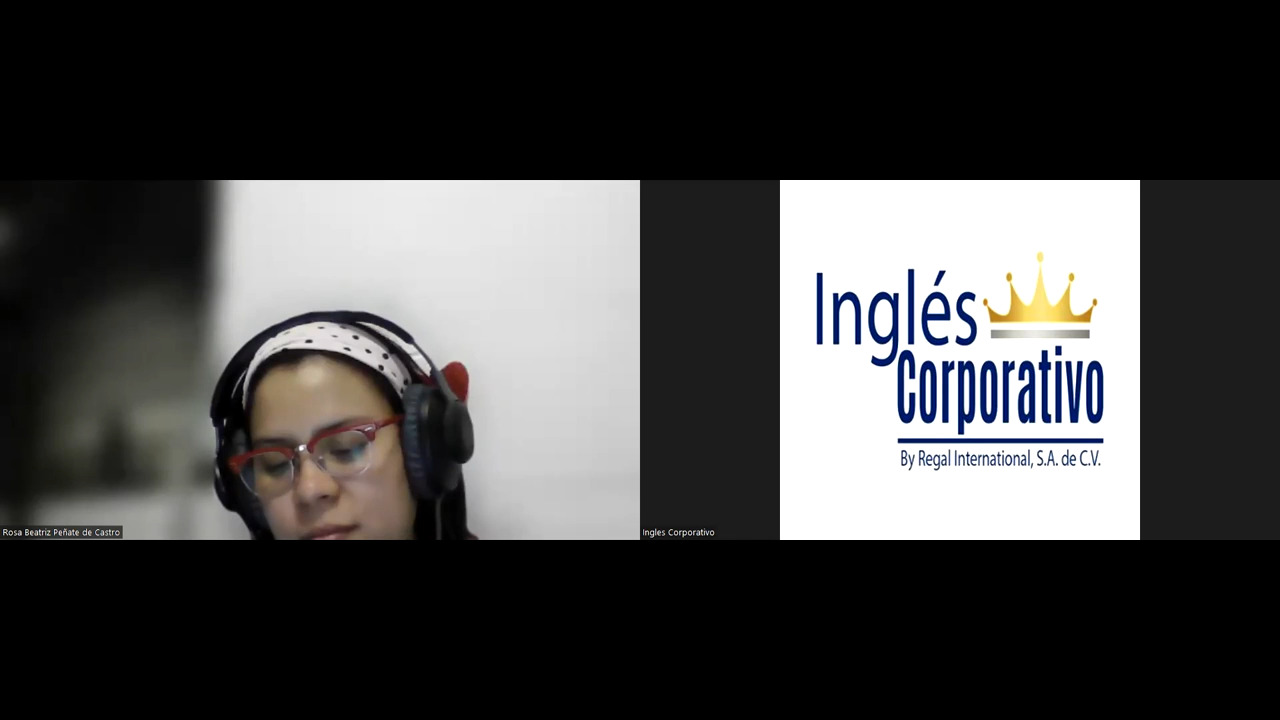 Inglés
Corporativo
By Regal International, S.A. de C.V.
Rosa Beatriz Peñate de Castro
Ingles Corporativo